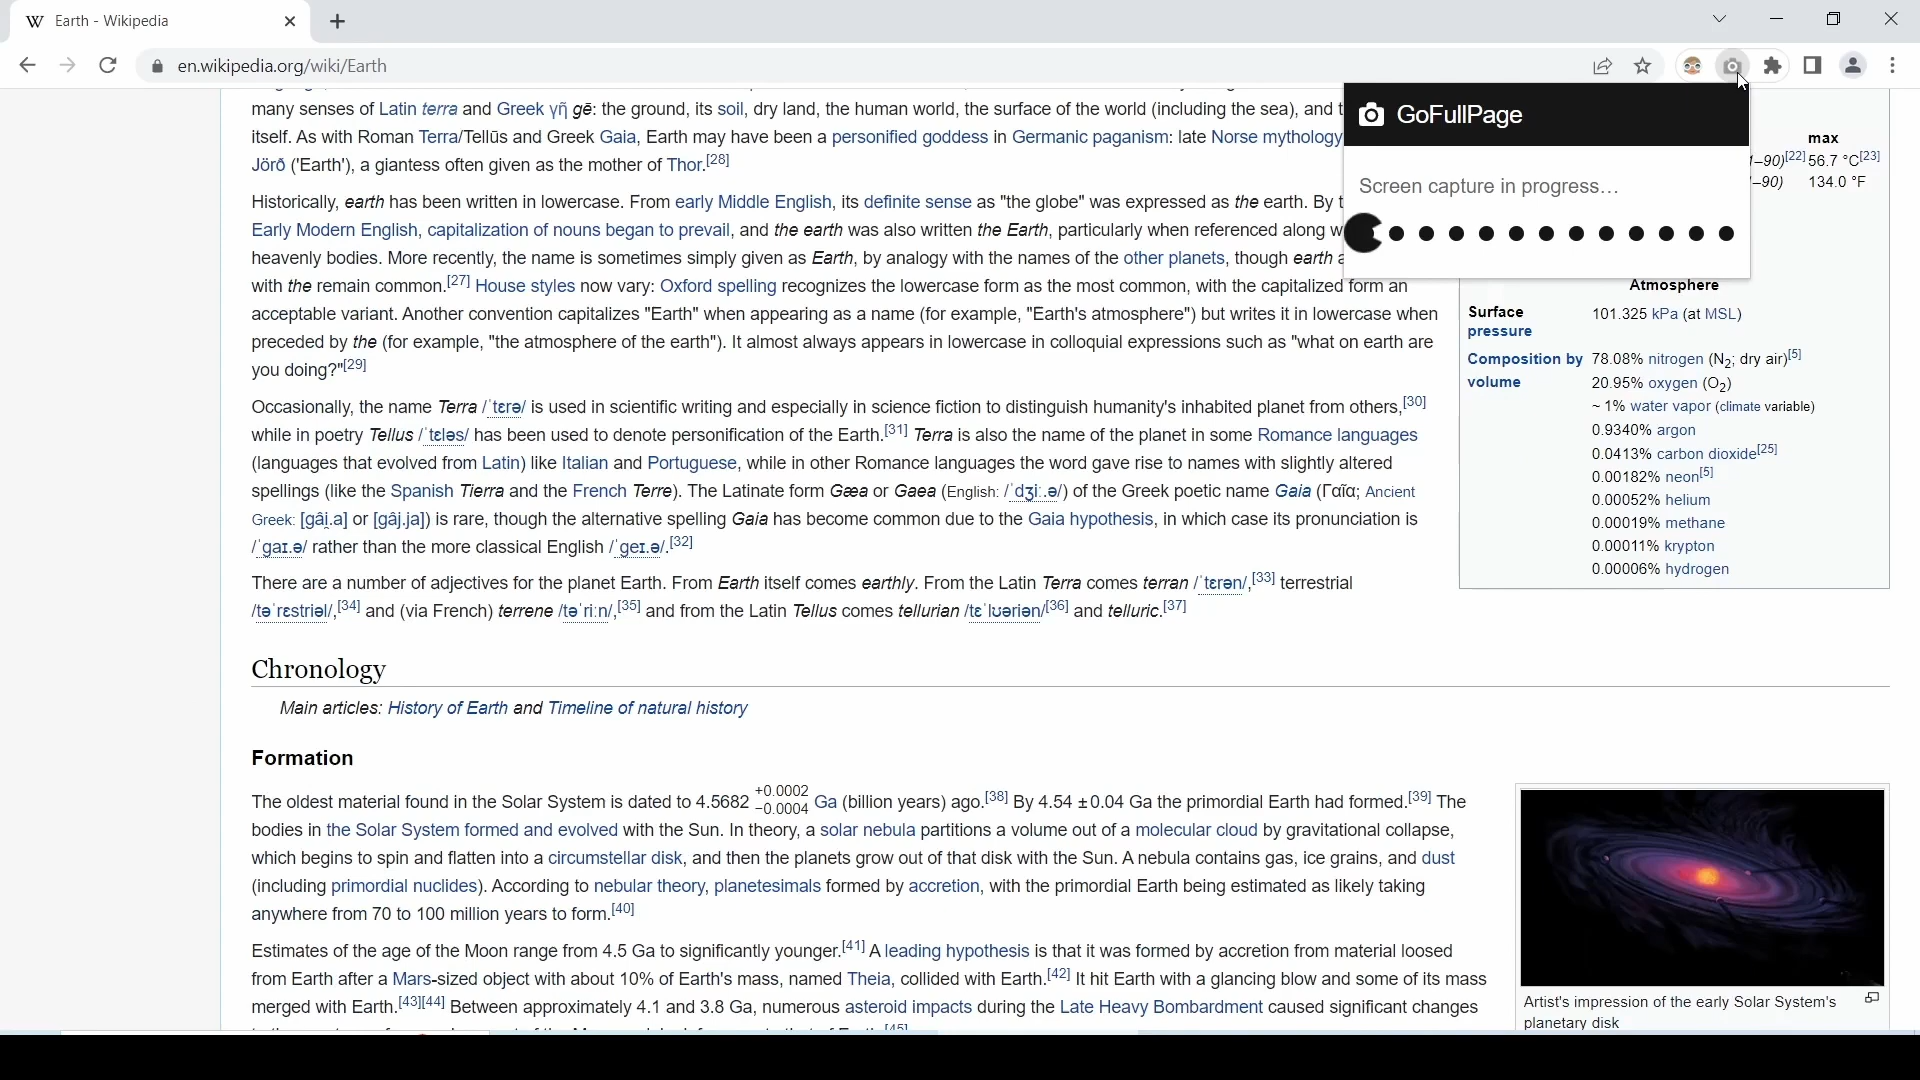 Earth - Wikipedia
en.wikipedia.org/wiki/Earth
GoFullPage
Screen capture in progress…
many senses of Latin terra and Greek γῆ gē: the ground, its soil, dry land, the human world, the surface of the world (including the sea), and t
itself. As with Roman Terra/Tellūs and Greek Gaia, Earth may have been a personified goddess in Germanic paganism: late Norse mythology
Jörð ('Earth'), a giantess often given as the mother of Thor.[28]
Historically, earth has been written in lowercase. From early Middle English, its definite sense as "the globe" was expressed as the earth. By t
Early Modern English, capitalization of nouns began to prevail, and the earth was also written the Earth, particularly when referenced along w
heavenly bodies. More recently, the name is sometimes simply given as Earth, by analogy with the names of the other planets, though earth a
with the remain common.[27] House styles now vary: Oxford spelling recognizes the lowercase form as the most common, with the capitalized form an
acceptable variant. Another convention capitalizes "Earth" when appearing as a name (for example, "Earth's atmosphere") but writes it in lowercase when
preceded by the (for example, "the atmosphere of the earth"). It almost always appears in lowercase in colloquial expressions such as "what on earth are
you doing?"[29]
Occasionally, the name Terra /ˈtɛrə/ is used in scientific writing and especially in science fiction to distinguish humanity's inhabited planet from others,[30]
while in poetry Tellus /ˈtɛləs/ has been used to denote personification of the Earth.[31] Terra is also the name of the planet in some Romance languages
(languages that evolved from Latin) like Italian and Portuguese, while in other Romance languages the word gave rise to names with slightly altered
spellings (like the Spanish Tierra and the French Terre). The Latinate form Gæa or Gaea (English: /ˈdʒiː.ə/) of the Greek poetic name Gaia (Γαῖα; Ancient
Greek: [gâi̯.a] or [gâj.ja]) is rare, though the alternative spelling Gaia has become common due to the Gaia hypothesis, in which case its pronunciation is
/ˈɡaɪ.ə/ rather than the more classical English /ˈɡeɪ.ə/.[32]
There are a number of adjectives for the planet Earth. From Earth itself comes earthly. From the Latin Terra comes terran /ˈtɛrən/,[33] terrestrial
/təˈrɛstriəl/,[34] and (via French) terrene /təˈriːn/,[35] and from the Latin Tellus comes tellurian /tɛˈlʊəriən/[36] and telluric.[37]
max
1–90)[22] 56.7 °C[23]
–90) 134.0 °F
Atmosphere
Surface 101.325 kPa (at MSL)
pressure
Composition by 78.08% nitrogen (N2; dry air)[5]
volume 20.95% oxygen (O2)
~ 1% water vapor (climate variable)
0.9340% argon
0.0413% carbon dioxide[25]
0.00182% neon[5]
0.00052% helium
0.00019% methane
0.00011% krypton
0.00006% hydrogen
Chronology
Main articles: History of Earth and Timeline of natural history
Formation
The oldest material found in the Solar System is dated to 4.5682 +0.0002 −0.0004 Ga (billion years) ago.[38] By 4.54 ±0.04 Ga the primordial Earth had formed.[39] The
bodies in the Solar System formed and evolved with the Sun. In theory, a solar nebula partitions a volume out of a molecular cloud by gravitational collapse,
which begins to spin and flatten into a circumstellar disk, and then the planets grow out of that disk with the Sun. A nebula contains gas, ice grains, and dust
(including primordial nuclides). According to nebular theory, planetesimals formed by accretion, with the primordial Earth being estimated as likely taking
anywhere from 70 to 100 million years to form.[40]
Estimates of the age of the Moon range from 4.5 Ga to significantly younger.[41] A leading hypothesis is that it was formed by accretion from material loosed
from Earth after a Mars-sized object with about 10% of Earth's mass, named Theia, collided with Earth.[42] It hit Earth with a glancing blow and some of its mass
merged with Earth.[43][44] Between approximately 4.1 and 3.8 Ga, numerous asteroid impacts during the Late Heavy Bombardment caused significant changes
[45]
Artist's impression of the early Solar System's
planetary disk